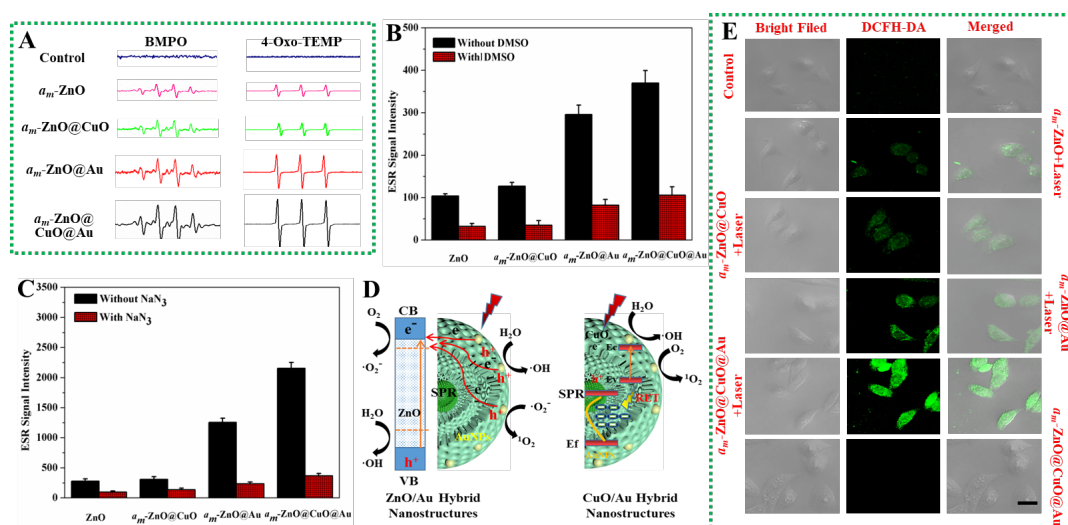 A
BMPO 4-Oxo-TEMP
Control
am-ZnO
am-ZnO@CuO
am-ZnO@Au
am-ZnO@
CuO@Au
B
Without DMSO
With DMSO
ESR Signal Intensity
400
300
200
100
0
ZnO am-ZnO@CuO am-ZnO@Au am-ZnO@CuO@Au
C
Without NaN3
With NaN3
ESR Signal Intensity
3500
3000
2500
2000
1500
1000
500
0
ZnO am-ZnO@CuO am-ZnO@Au am-ZnO@CuO@Au
D
CB
O2 e-
·O2-
H2O
·OH
ZnO
h+
VB
e-
H2O
h+
·OH
e-
h+
SPR
e-
h+
·O2-
AuNPs
1O2
ZnO/Au Hybrid
Nanostructures
H2O
CuO
·OH
e- Ec
O2
h+ Ev
1O2
SPR
RET
Ef
CuO/Au Hybrid
Nanostructures
E
Bright Filed DCFH-DA Merged
Control
am-ZnO+Laser
am-ZnO@CuO
+Laser
am-ZnO@Au
+Laser
am-ZnO@CuO@Au
+Laser
am-ZnO@CuO@Au